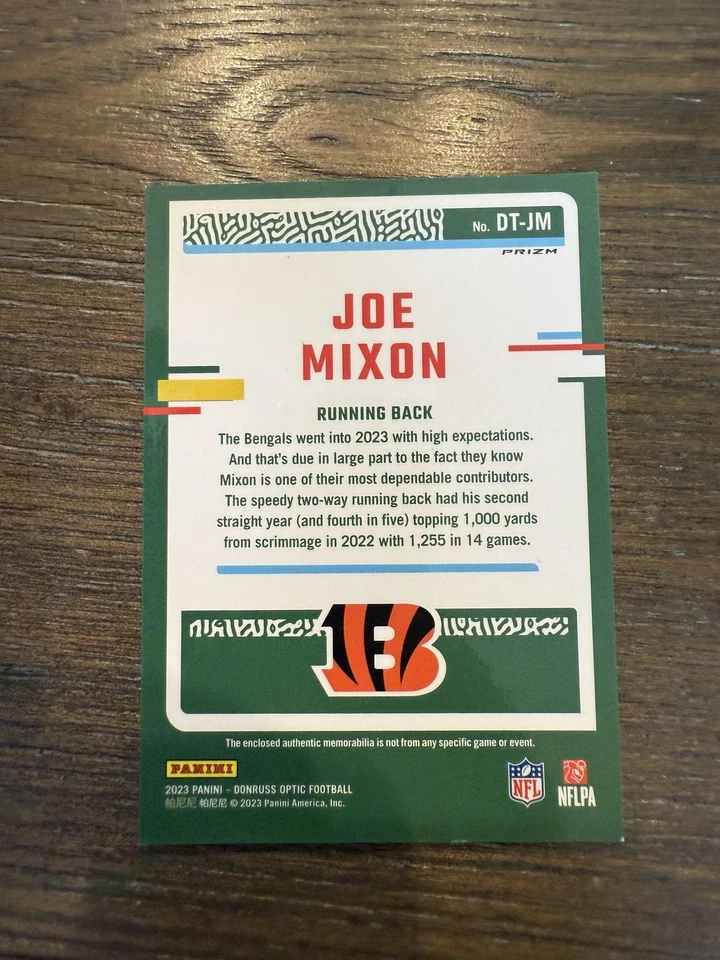 No. DT-JM
PRIZM
JOE
MIXON
RUNNING BACK
The Bengals went into 2023 with high expectations.
And that's due in large part to the fact they know
Mixon is one of their most dependable contributors.
The speedy two-way running back had his second
straight year (and fourth in five) topping 1,000 yards
from scrimmage in 2022 with 1,255 in 14 games.
B
The enclosed authentic memorabilia is not from any specific game or event.
PANINI
2023 PANINI – DONRUSS OPTIC FOOTBALL
帕尼尼 帕尼尼 © 2023 Panini America, Inc.
NFL
NFLPA